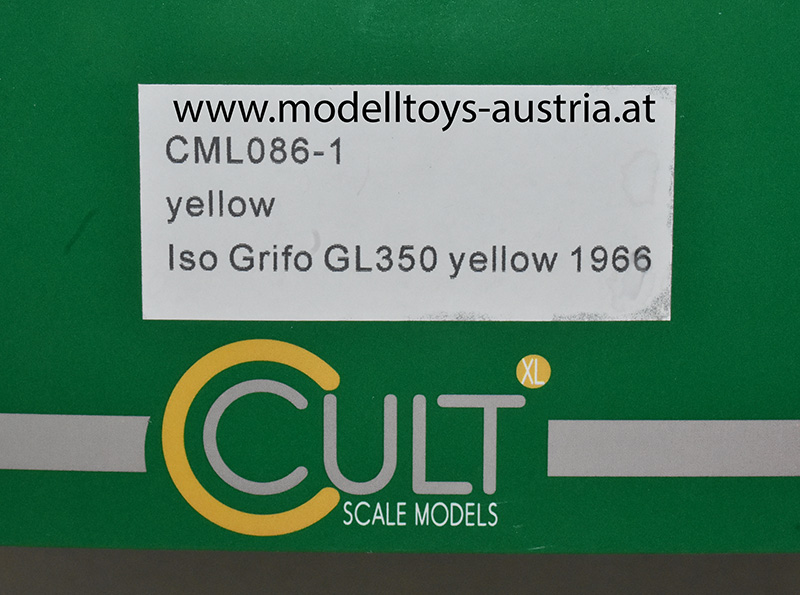 www.modelltoys-austria.at
CML086-1
yellow
Iso Grifo GL350 yellow 1966
CULT XL
SCALE MODELS